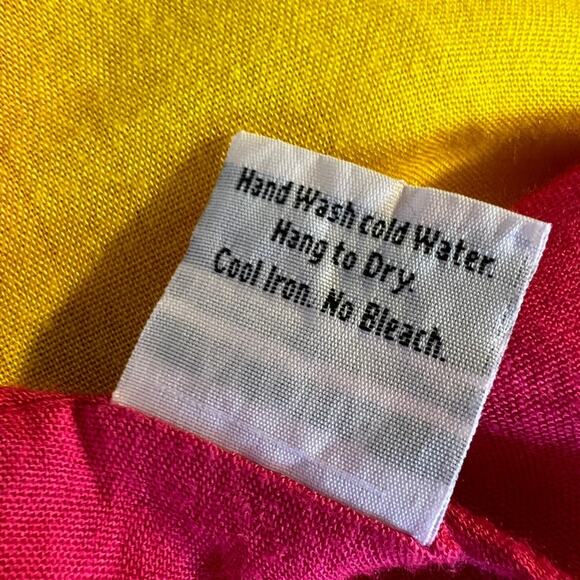 Hand Wash cold Water.
Hang to Dry.
Cool Iron. No Bleach.